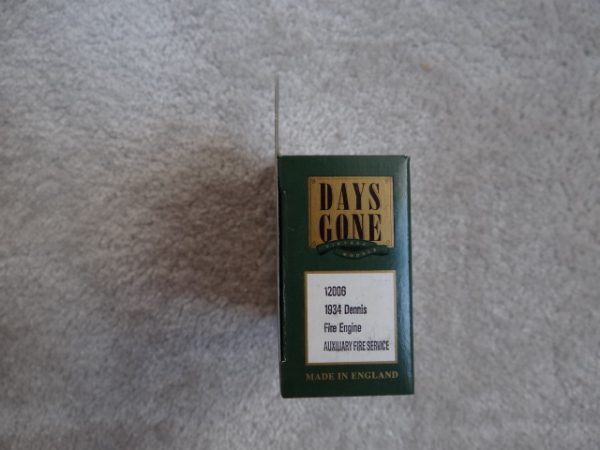 DAYS
GONE
VINTAGE
MODELS
12006
1934 Dennis
Fire Engine
AUXILIARY FIRE SERVICE
MADE IN ENGLAND